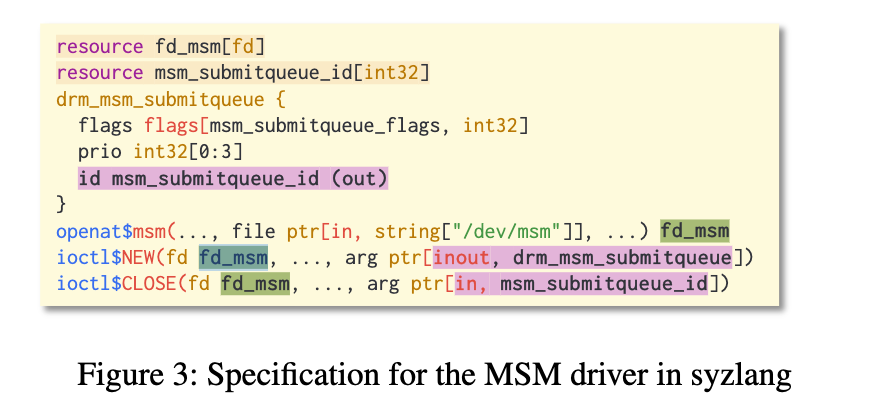 resource fd_msm[fd]
resource msm_submitqueue_id[int32]
drm_msm_submitqueue {
  flags flags[msm_submitqueue_flags, int32]
  prio int32[0:3]
  id msm_submitqueue_id (out)
}
openat$msm(..., file ptr[in, string["/dev/msm"]], ...) fd_msm
ioctl$NEW(fd fd_msm, ..., arg ptr[inout, drm_msm_submitqueue])
ioctl$CLOSE(fd fd_msm, ..., arg ptr[in, msm_submitqueue_id])
Figure 3: Specification for the MSM driver in syzlang